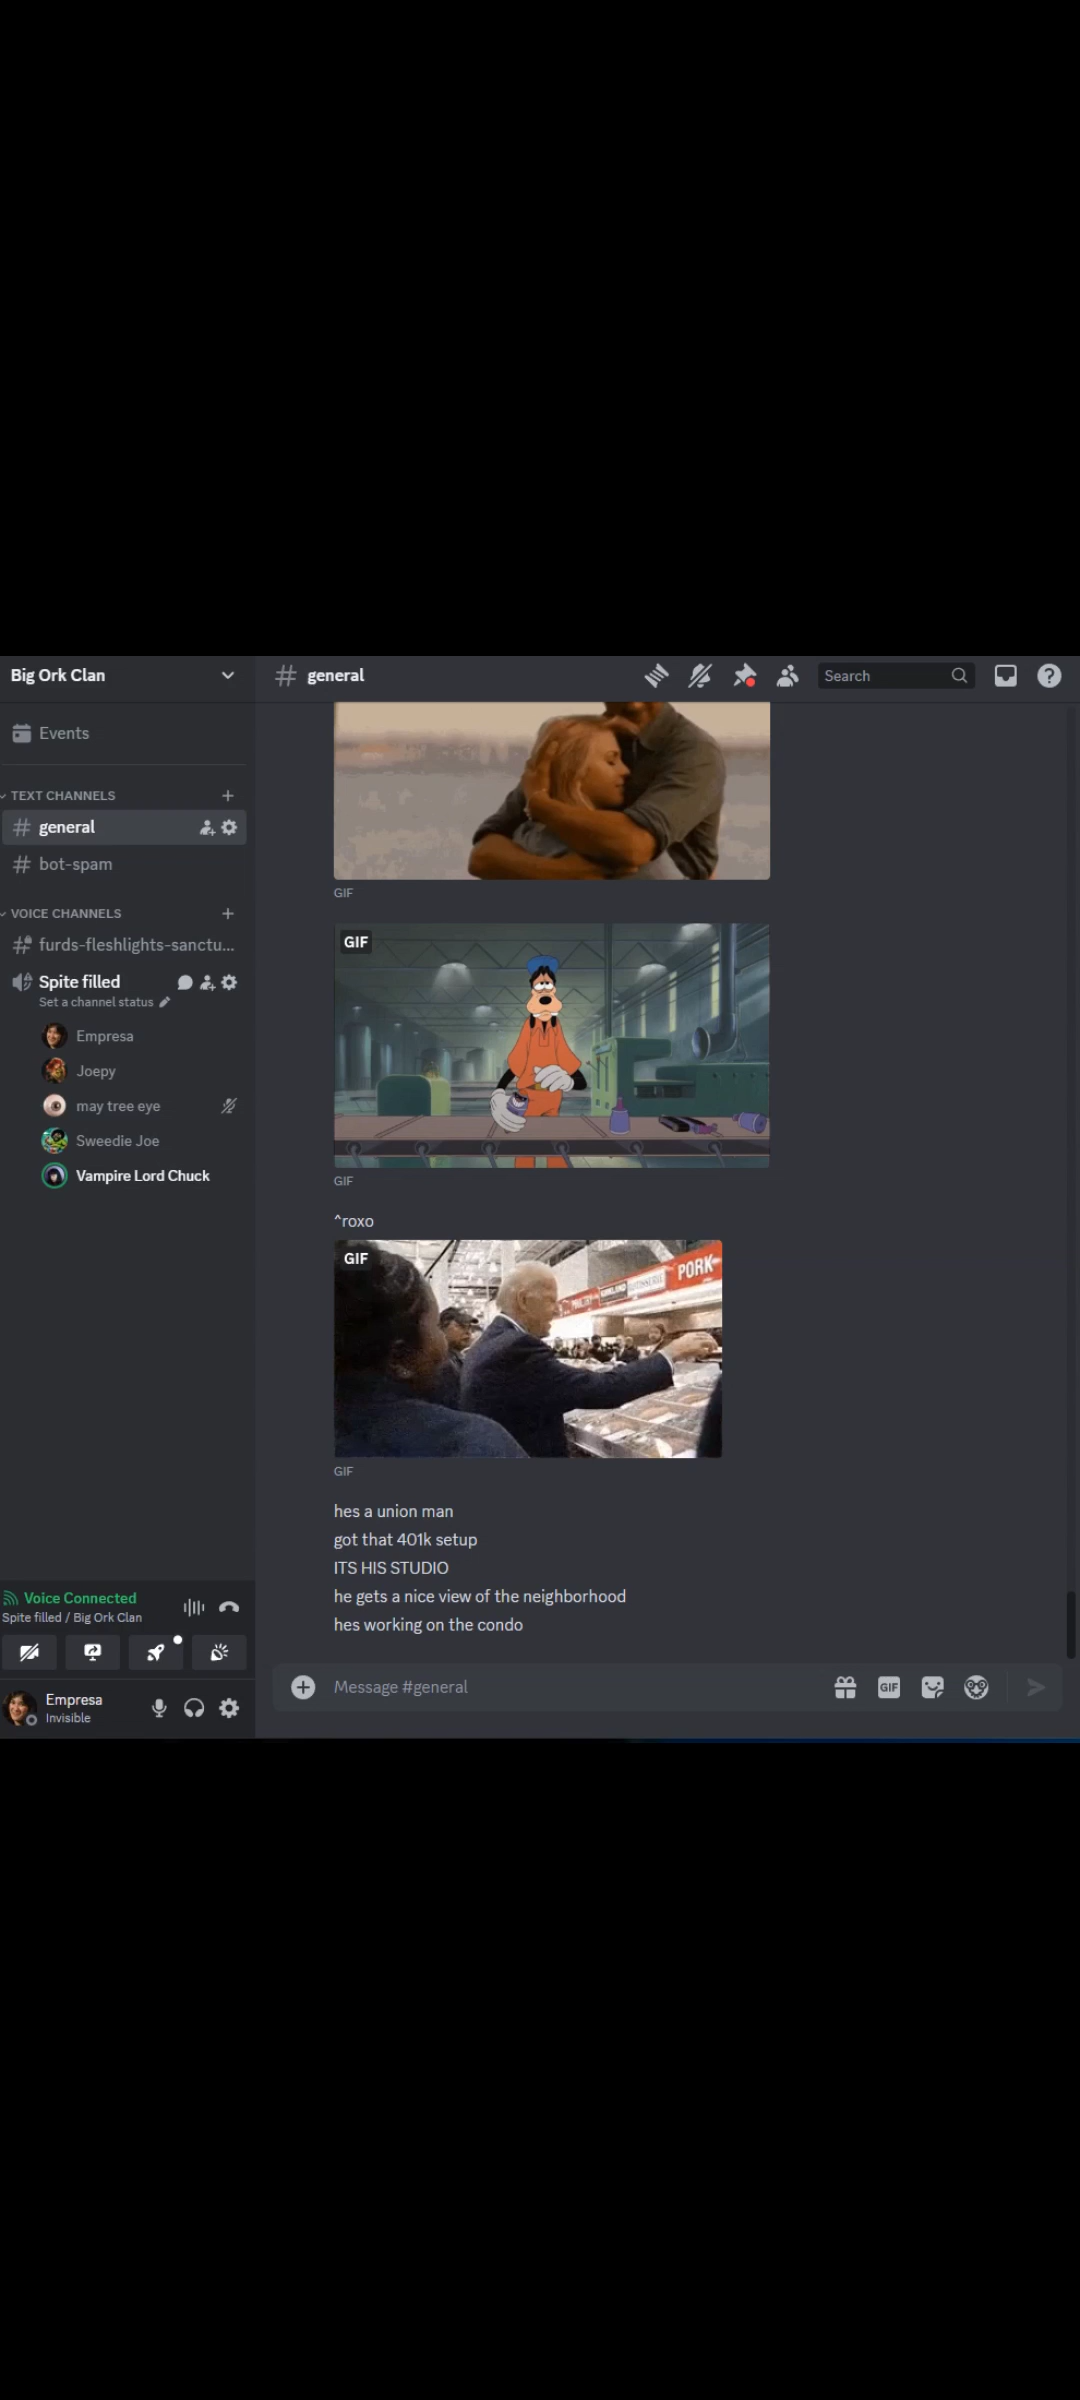 Big Ork Clan
general
Search
Events
TEXT CHANNELS
general
bot-spam
VOICE CHANNELS
furds-fleshlights-sanctu...
Spite filled
Set a channel status
Empresa
Joepy
may tree eye
Sweedie Joe
Vampire Lord Chuck
Voice Connected
Spite filled / Big Ork Clan
Empresa
Invisible
GIF
GIF
GIF
^roxo
GIF
PORK
GIF
hes a union man
got that 401k setup
ITS HIS STUDIO
he gets a nice view of the neighborhood
hes working on the condo
Message #general
GIF